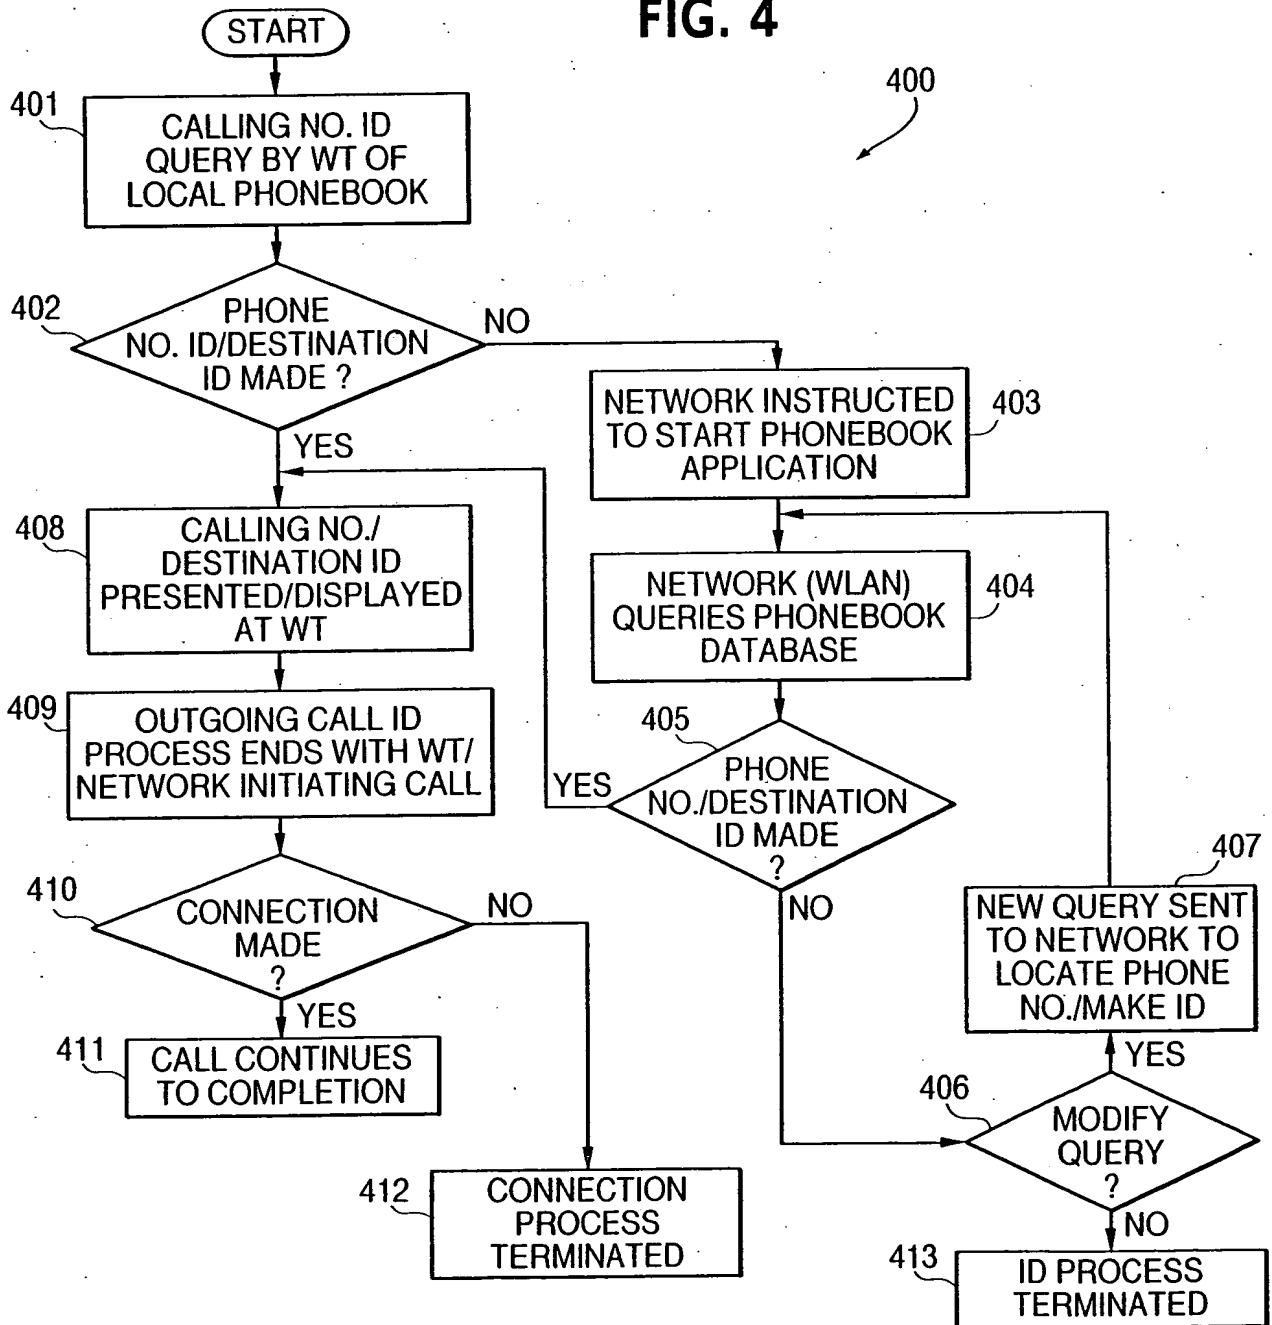 FIG. 4
START
400
401
CALLING NO. ID
QUERY BY WT OF
LOCAL PHONEBOOK
402
PHONE
NO. ID/DESTINATION
ID MADE ?
NO
YES
NETWORK INSTRUCTED
TO START PHONEBOOK
APPLICATION
403
408
CALLING NO./
DESTINATION ID
PRESENTED/DISPLAYED
AT WT
NETWORK (WLAN)
QUERIES PHONEBOOK
DATABASE
404
409
OUTGOING CALL ID
PROCESS ENDS WITH WT/
NETWORK INITIATING CALL
405
PHONE
NO./DESTINATION
ID MADE
?
YES
NO
407
NEW QUERY SENT
TO NETWORK TO
LOCATE PHONE
NO./MAKE ID
410
CONNECTION
MADE
?
NO
YES
411
CALL CONTINUES
TO COMPLETION
YES
406
MODIFY
QUERY
?
NO
412
CONNECTION
PROCESS
TERMINATED
413
ID PROCESS
TERMINATED